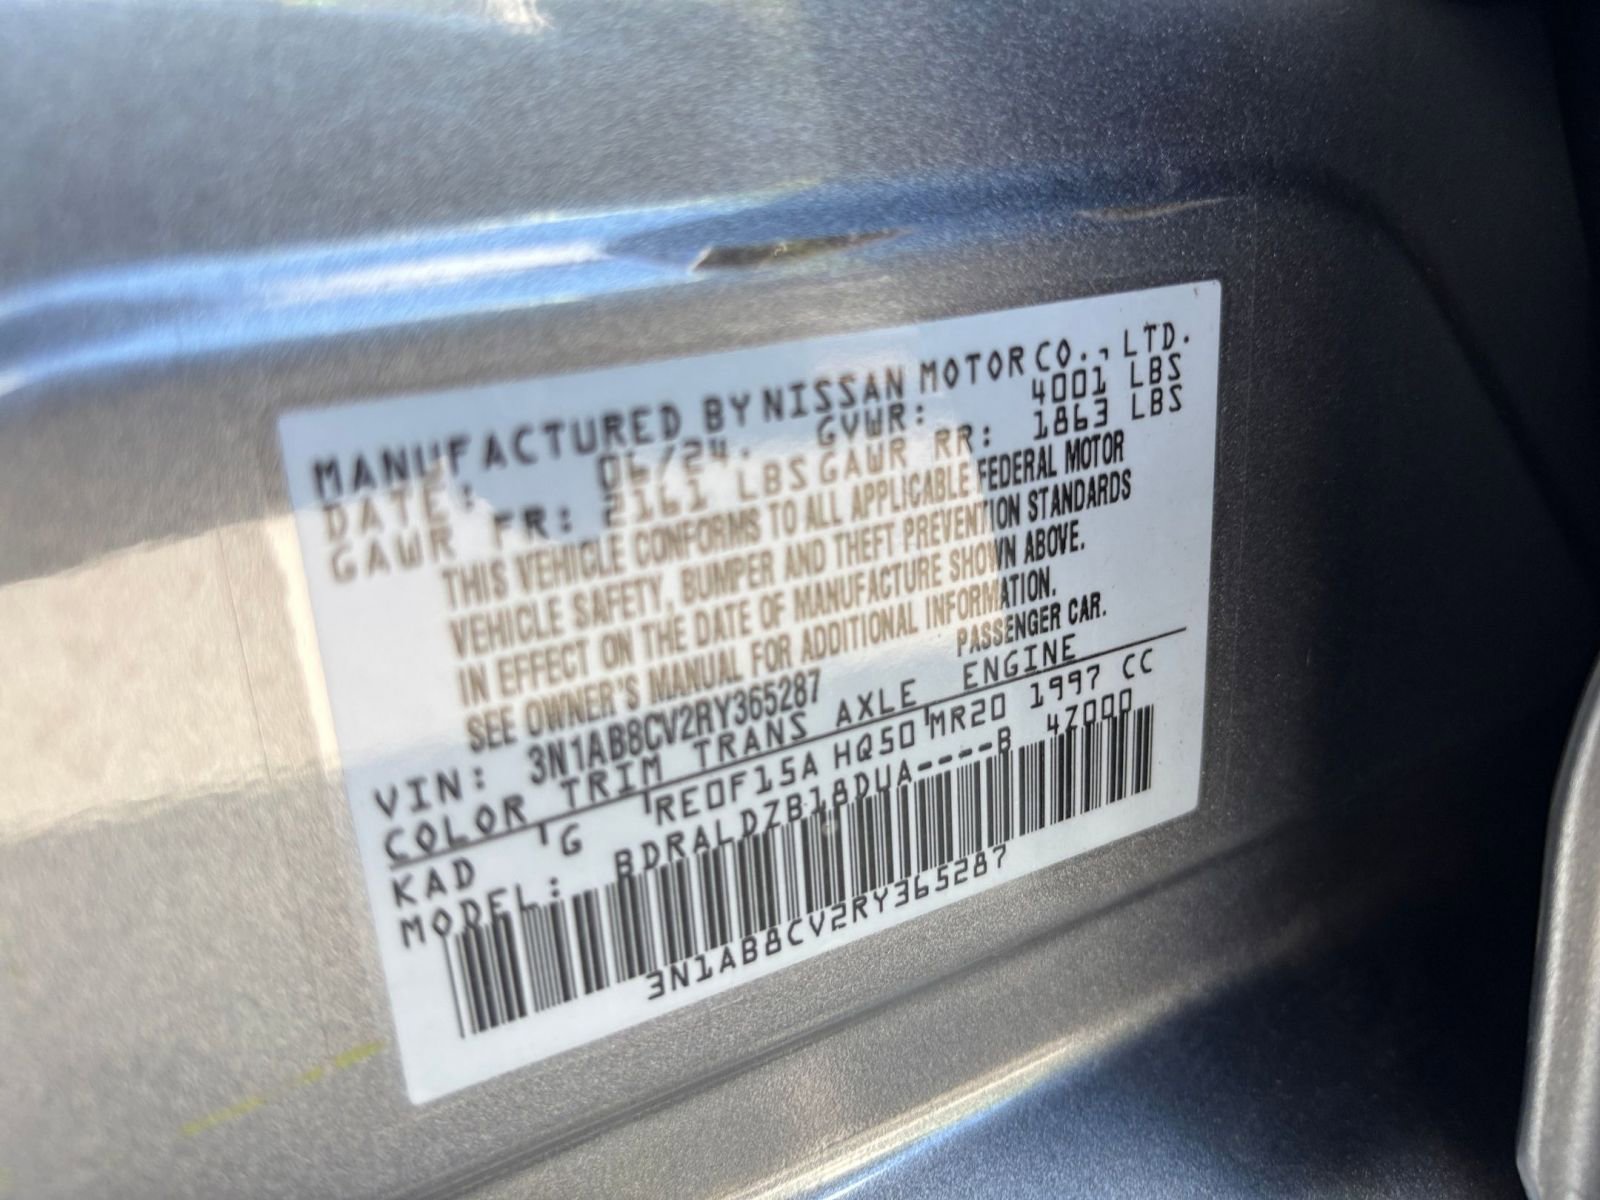 MANUFACTURED BY NISSAN MOTOR CO., LTD.
DATE: 06/24. GVWR: 4001 LBS
GAWR FR: 2161 LBS GAWR RR: 1863 LBS
THIS VEHICLE CONFORMS TO ALL APPLICABLE FEDERAL MOTOR
VEHICLE SAFETY, BUMPER AND THEFT PREVENTION STANDARDS
IN EFFECT ON THE DATE OF MANUFACTURE SHOWN ABOVE.
SEE OWNER'S MANUAL FOR ADDITIONAL INFORMATION.
VIN: 3N1AB8CV2RY365287 PASSENGER CAR.
COLOR TRIM TRANS AXLE ENGINE
KAD G RE0F15A HQ50 MR20 1997 CC
MODEL: BDRALDZB18DUA----B 4Z000
3N1AB8CV2RY365287